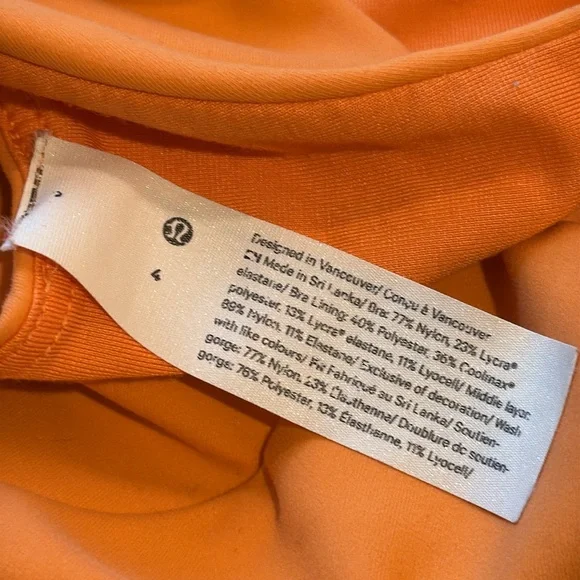 4
Designed in Vancouver/ Conçu à Vancouver
EN Made in Sri Lanka/ Bra: 77% Nylon, 23% Lycra®
elastane/ Bra Lining: 40% Polyester, 36% Coolmax®
polyester, 13% Lycra® elastane, 11% Lyocell/ Middle layer:
89% Nylon, 11% Elastane/ Exclusive of decoration/ Wash
with like colours/ FR Fabriqué au Sri Lanka/ Soutien-
gorge: 77% Nylon, 23% Élasthanne/ Doublure de soutien-
gorge: 76% Polyester, 13% Élasthanne, 11% Lyocell/